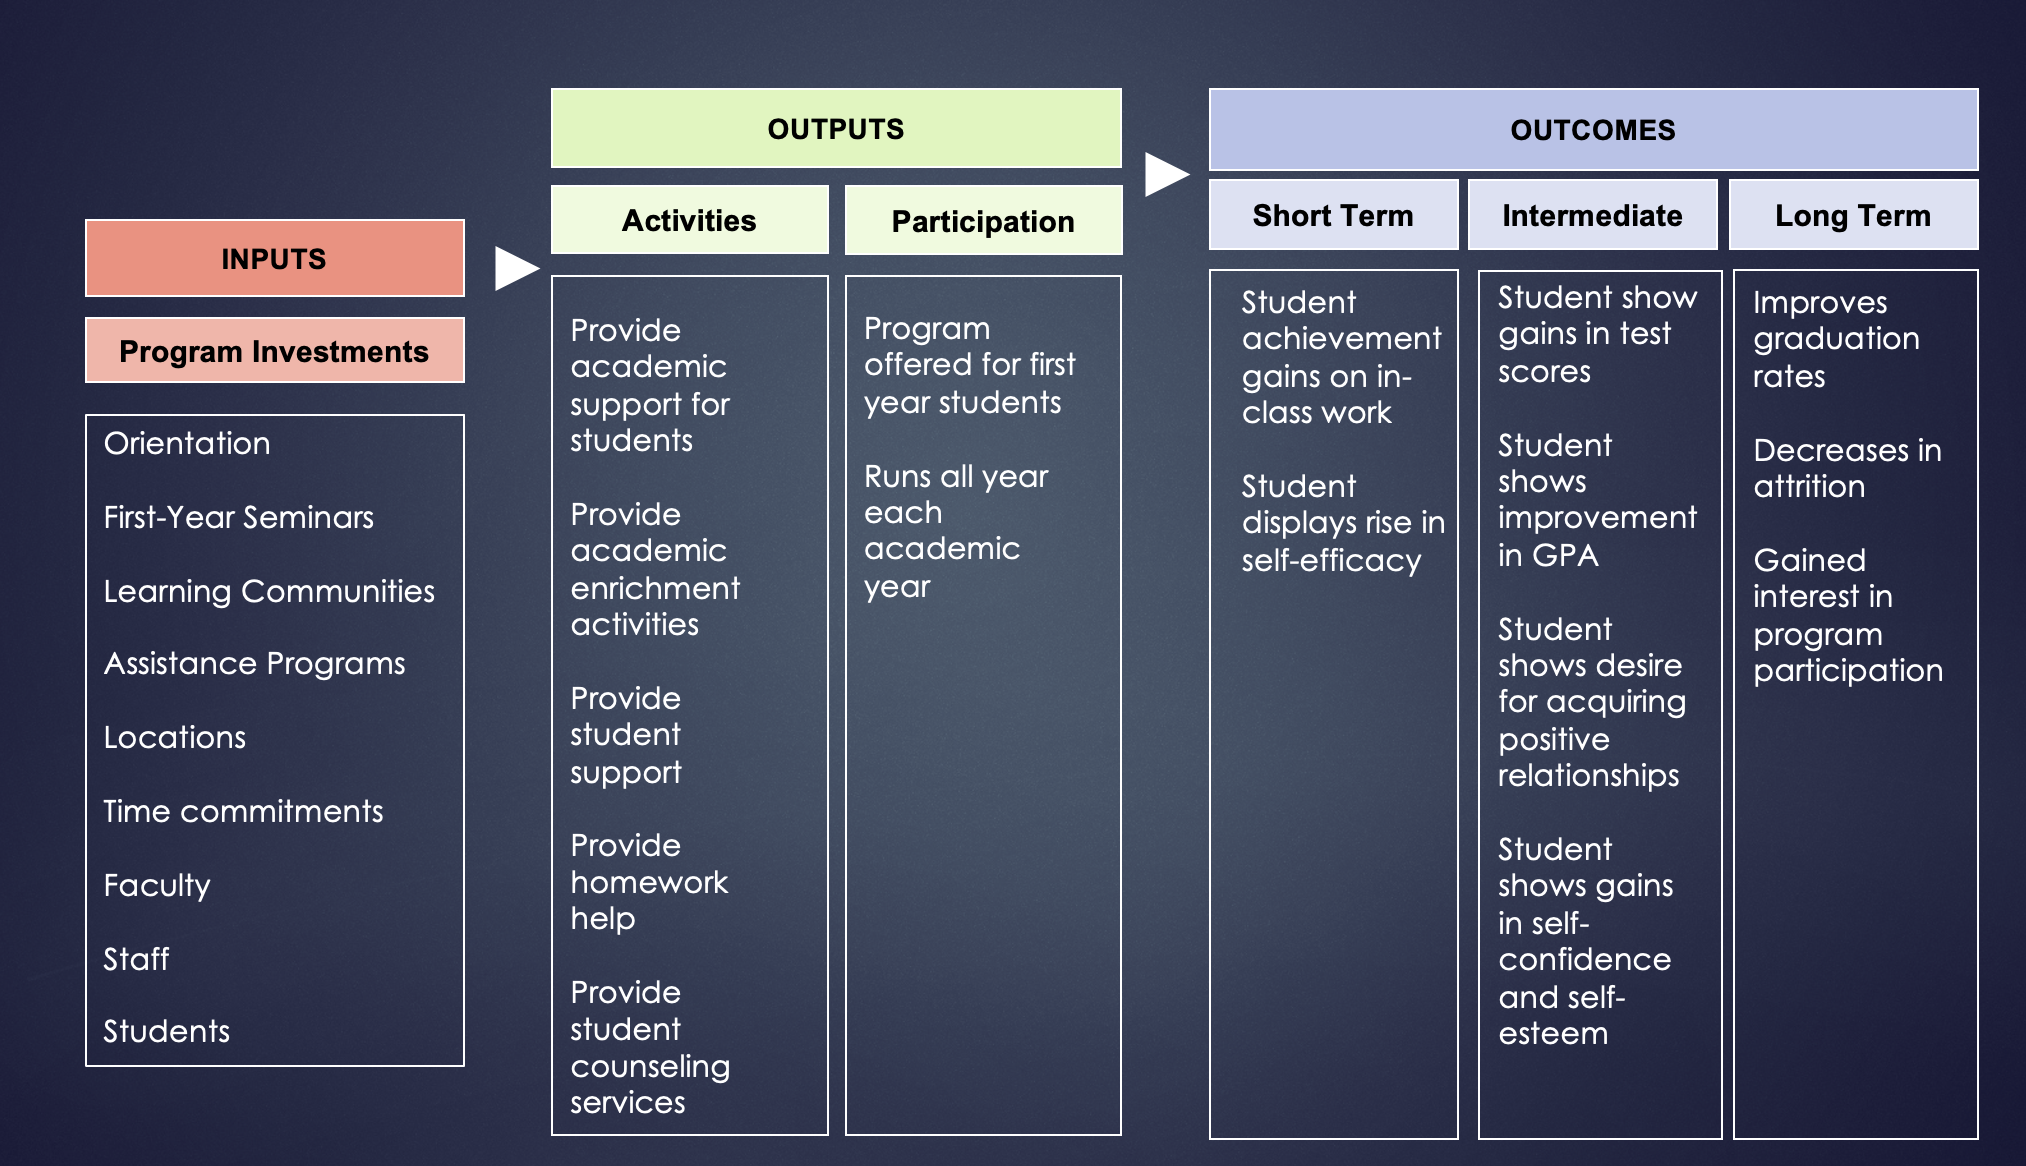 INPUTS
Program Investments
Orientation
First-Year Seminars
Learning Communities
Assistance Programs
Locations
Time commitments
Faculty
Staff
Students
OUTPUTS
Activities
Provide
academic
support for
students
Provide
academic
enrichment
activities
Provide
student
support
Provide
homework
help
Provide
student
counseling
services
Participation
Program
offered for first
year students
Runs all year
each
academic
year
OUTCOMES
Short Term
Student
achievement
gains on in-
class work
Student
displays rise in
self-efficacy
Intermediate
Student show
gains in test
scores
Student
shows
improvement
in GPA
Student
shows desire
for acquiring
positive
relationships
Student
shows gains
in self-
confidence
and self-
esteem
Long Term
Improves
graduation
rates
Decreases in
attrition
Gained
interest in
program
participation